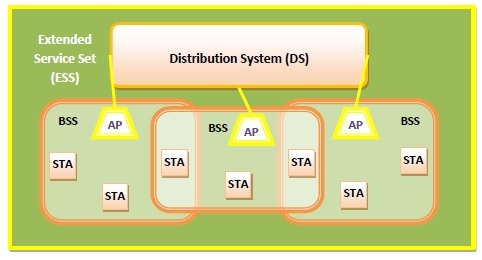 Extended
Service Set
(ESS)
Distribution System (DS)
BSS
AP
BSS
AP
AP
BSS
STA
STA
STA
STA
STA
STA
STA